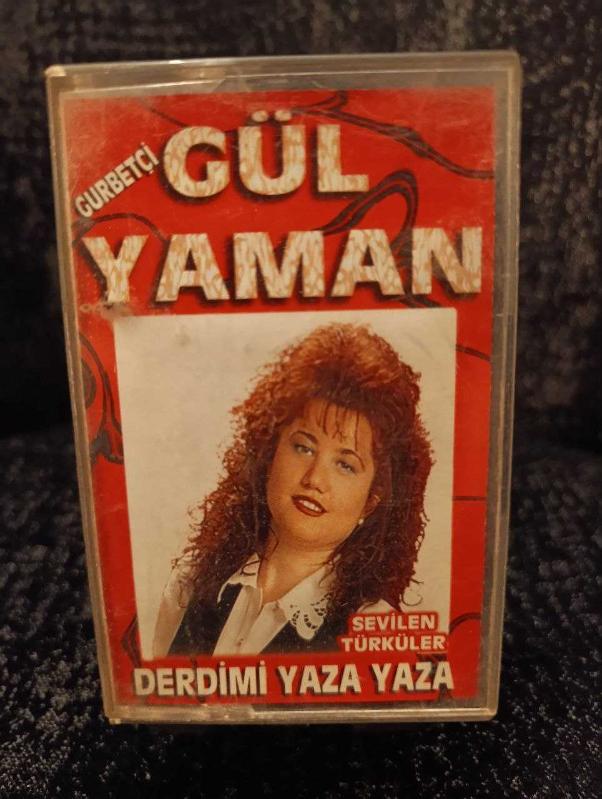 GURBETÇİ
GÜL
YAMAN
SEVİLEN
TÜRKÜLER
DERDİMİ YAZA YAZA